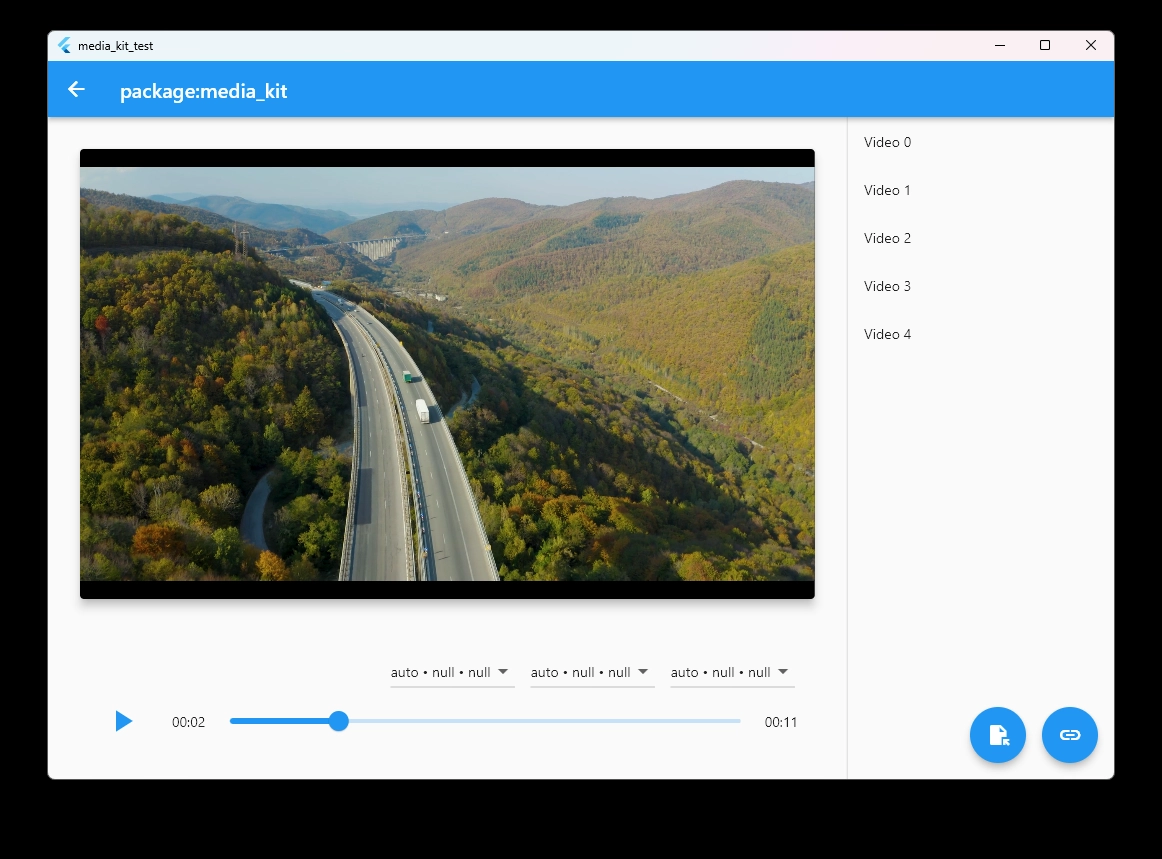 media_kit_test
package:media_kit
Video 0
Video 1
Video 2
Video 3
Video 4
auto • null • null
auto • null • null
auto • null • null
00:02
00:11